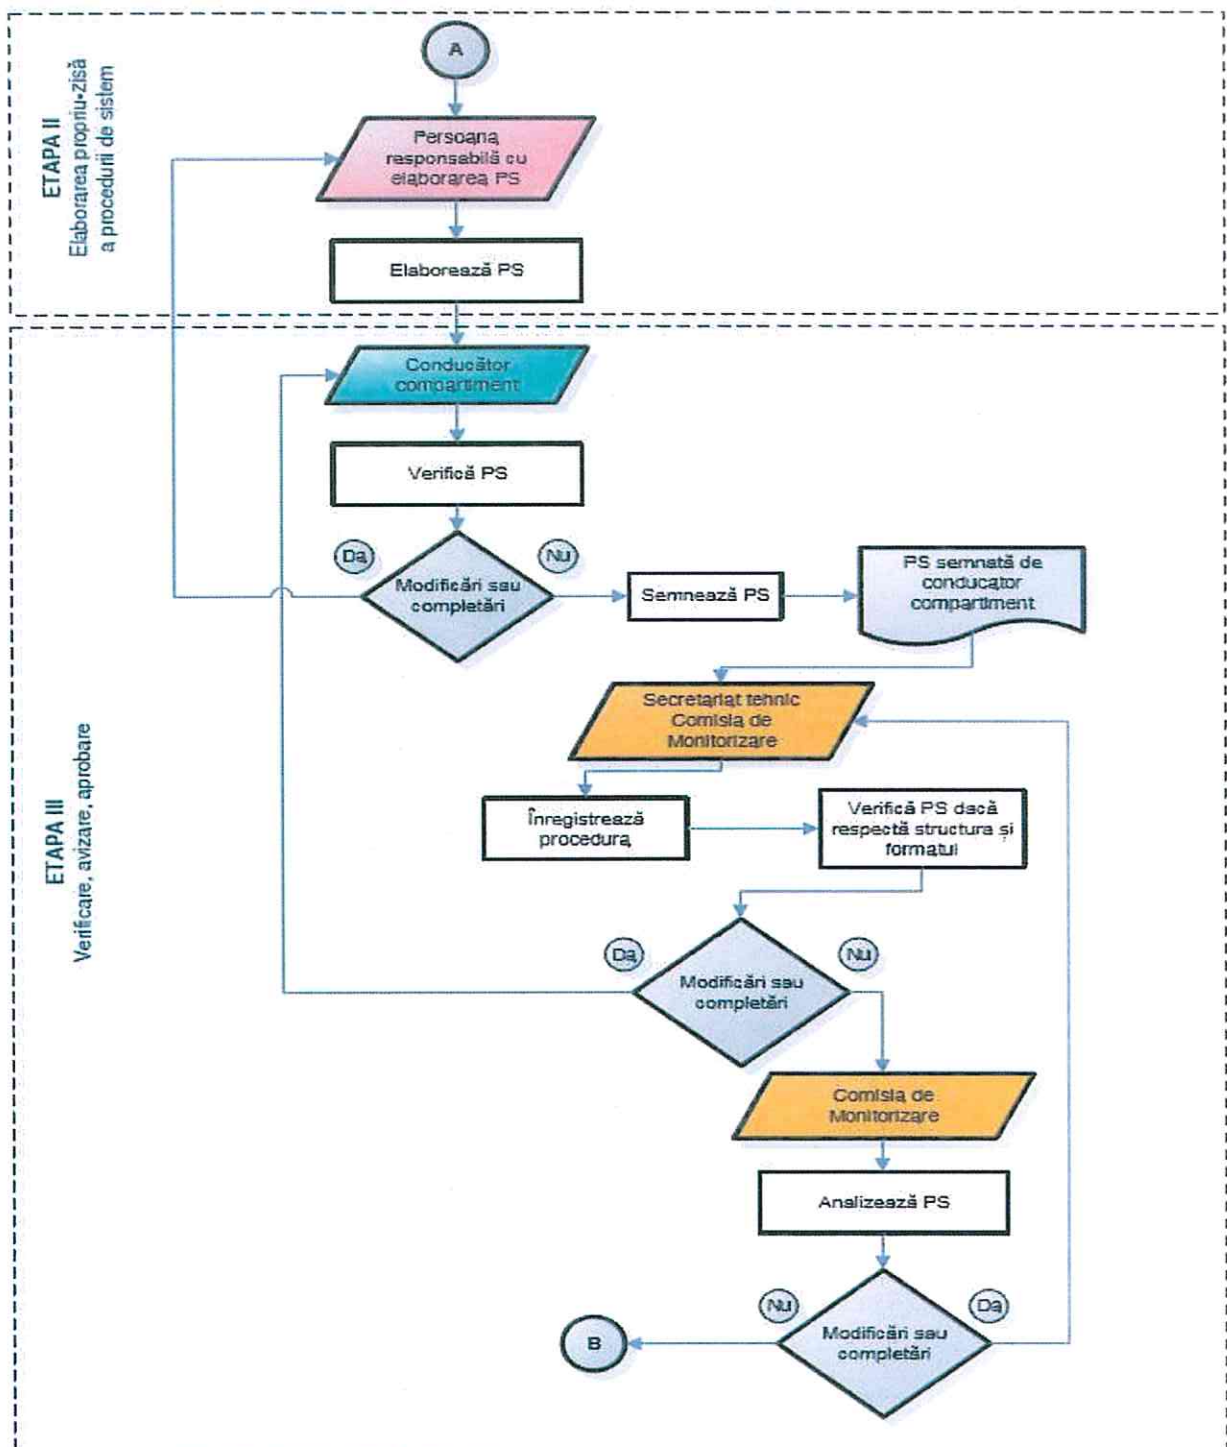 ETAPA II
Elaborarea propriu-zisă
a procedurii de sistem
A
Persoana
responsabilă cu
elaborarea PS
Elaborează PS
ETAPA III
Verificare, avizare, aprobare
Conducător
compartiment
Verifică PS
Da
Nu
Modificări sau
completări
Semnează PS
PS semnată de
conducător
compartiment
Secretariat tehnic
Comisia de
Monitorizare
Înregistrează
procedura
Verifică PS dacă
respectă structura și
formatul
Da
Nu
Modificări sau
completări
Comisia de
Monitorizare
Analizează PS
Nu
Da
Modificări sau
completări
B